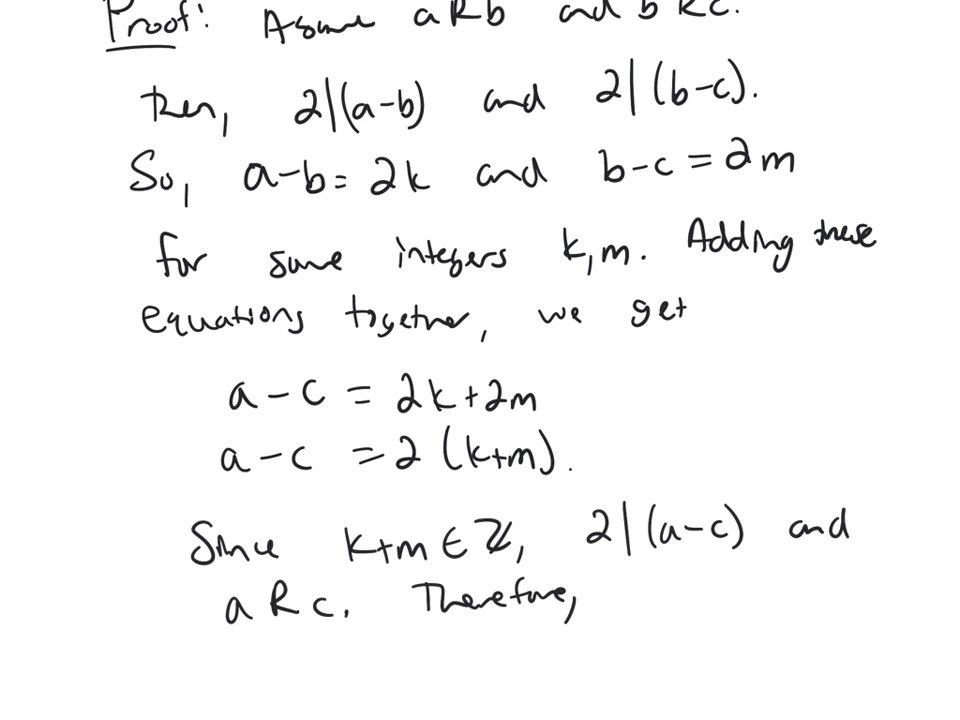 Proof: Assume a R b and b R c.
then, 2|(a-b) and 2|(b-c).
So, a-b = 2k and b-c = 2m
for some integers k, m. Adding these
equations together, we get
a - c = 2k+2m
a - c = 2 (k+m).
Since k+m ∈ ℤ, 2|(a-c) and
a R c. Therefore,